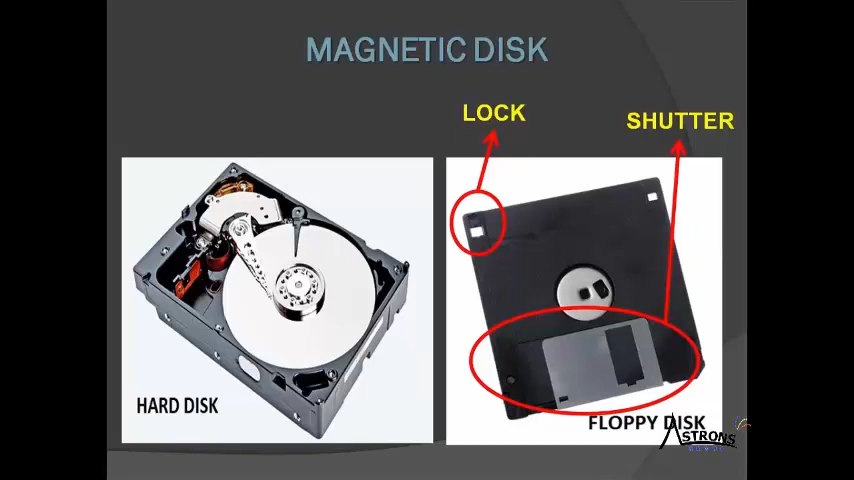 MAGNETIC DISK
LOCK
SHUTTER
HARD DISK
FLOPPY DISK
ASTRONS